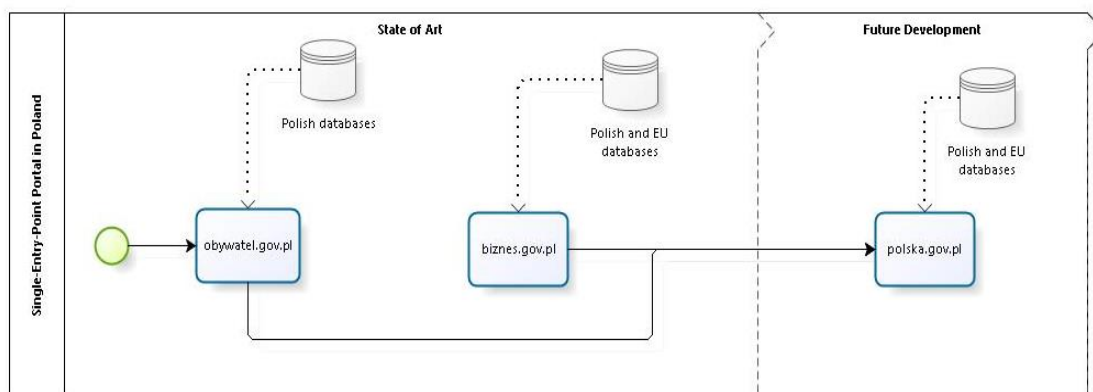 Single-Entry-Point Portal in Poland
State of Art
Future Development
Polish databases
Polish and EU
databases
Polish and EU
databases
obywatel.gov.pl
biznes.gov.pl
polska.gov.pl